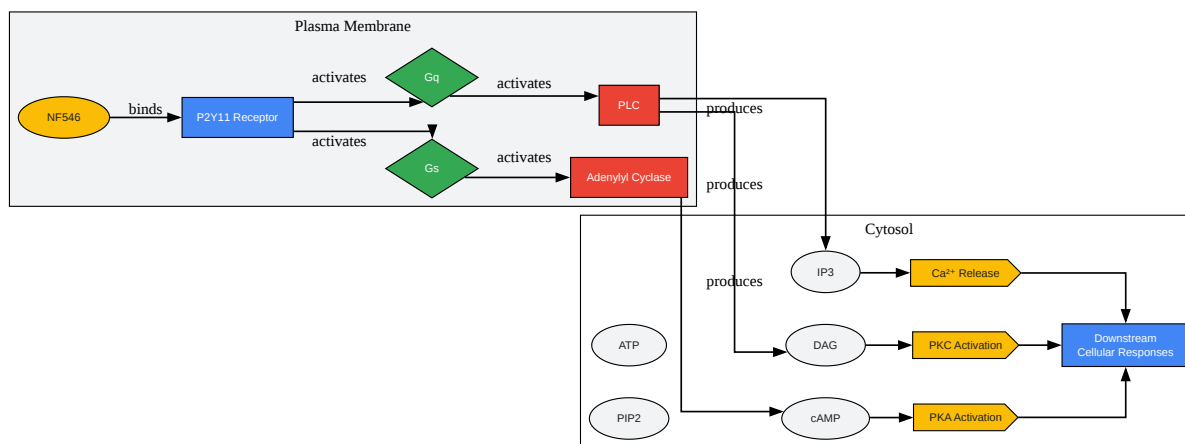 Plasma Membrane
Gq
activates
activates
PLC
produces
NF546
binds
P2Y11 Receptor
activates
Gs
activates
Adenylyl Cyclase
produces
Cytosol
IP3
Ca²⁺ Release
produces
ATP
DAG
PKC Activation
Downstream
Cellular Responses
PIP2
cAMP
PKA Activation